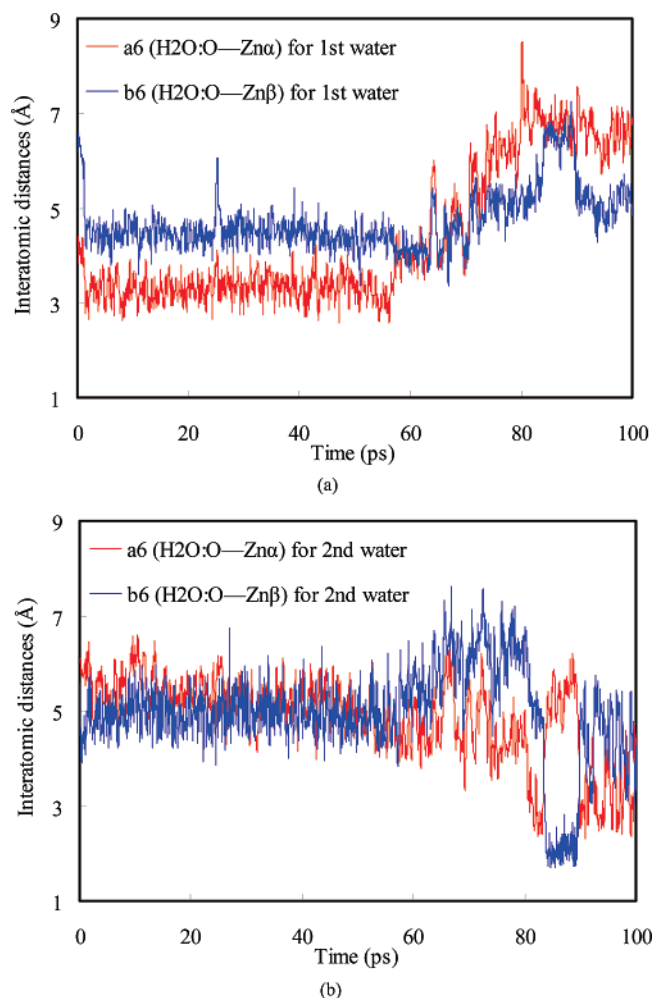 9
a6 (H2O:O—Znα) for 1st water
b6 (H2O:O—Znβ) for 1st water
7
5
3
1
Interatomic distances (Å)
0 20 40 60 80 100
Time (ps)
(a)
9
a6 (H2O:O—Znα) for 2nd water
b6 (H2O:O—Znβ) for 2nd water
7
5
3
1
Interatomic distances (Å)
0 20 40 60 80 100
Time (ps)
(b)